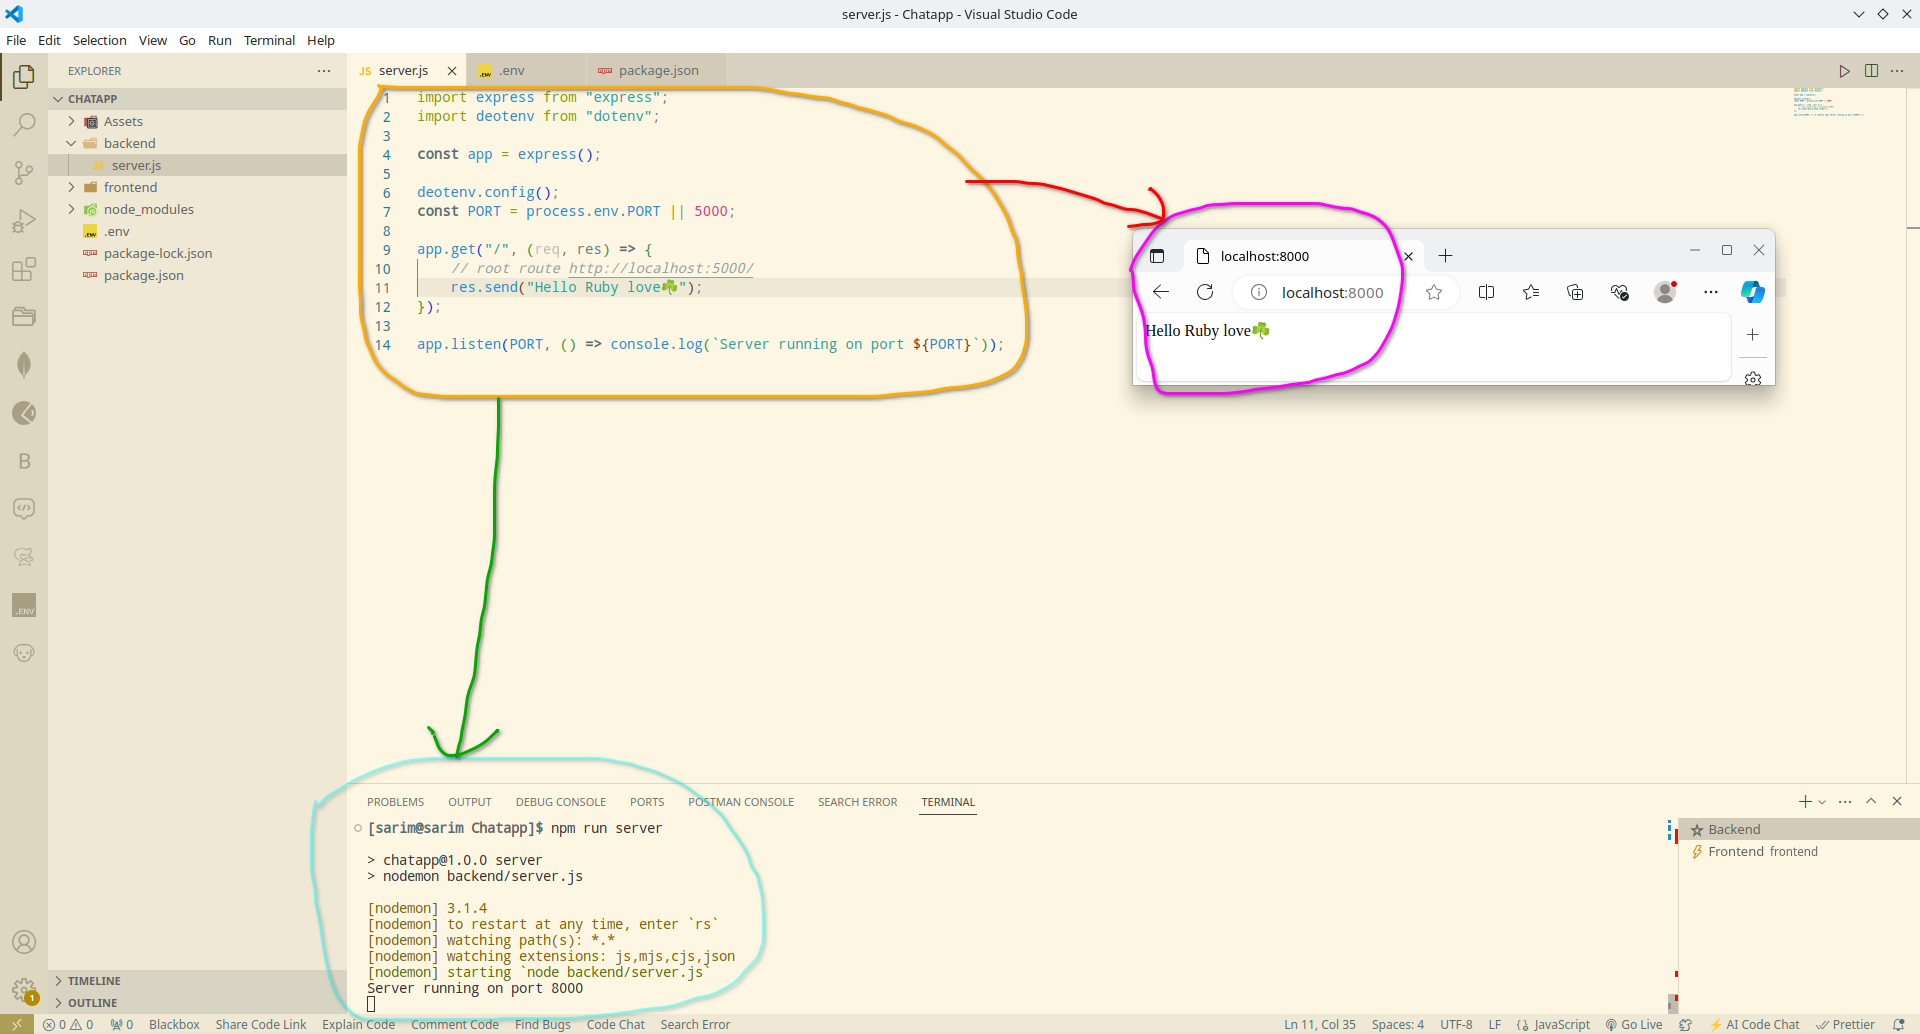 server.js - Chatapp - Visual Studio Code
File Edit Selection View Go Run Terminal Help
EXPLORER
CHATAPP
Assets
backend
JS server.js
frontend
node_modules
.env
package-lock.json
package.json
TIMELINE
OUTLINE
JS server.js .env package.json
1 import express from "express";
2 import deotenv from "dotenv";
3
4 const app = express();
5
6 deotenv.config();
7 const PORT = process.env.PORT || 5000;
8
9 app.get("/", (req, res) => {
10 // root route http://localhost:5000/
11 res.send("Hello Ruby love☘️");
12 });
13
14 app.listen(PORT, () => console.log(`Server running on port ${PORT}`));
localhost:8000
localhost:8000
Hello Ruby love☘️
PROBLEMS OUTPUT DEBUG CONSOLE PORTS POSTMAN CONSOLE SEARCH ERROR TERMINAL
[sarim@sarim Chatapp]$ npm run server
> chatapp@1.0.0 server
> nodemon backend/server.js
[nodemon] 3.1.4
[nodemon] to restart at any time, enter `rs`
[nodemon] watching path(s): *.*
[nodemon] watching extensions: js,mjs,cjs,json
[nodemon] starting `node backend/server.js`
Server running on port 8000
Backend
Frontend frontend
B
.ENV
1
0 0 0 Blackbox Share Code Link Explain Code Comment Code Find Bugs Code Chat Search Error
Ln 11, Col 35 Spaces: 4 UTF-8 LF {} JavaScript Go Live AI Code Chat Prettier